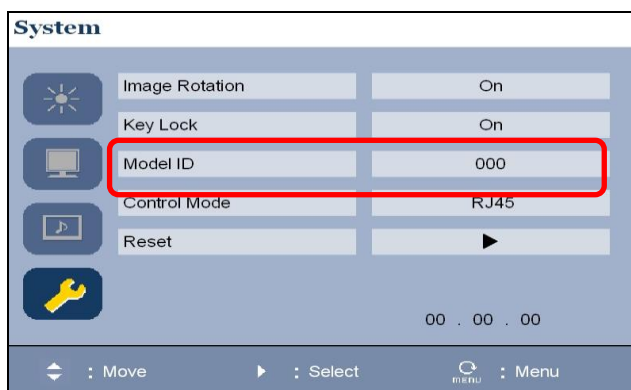 System
Image Rotation On
Key Lock On
Model ID 000
Control Mode RJ45
Reset
00 . 00 . 00
: Move : Select MENU : Menu